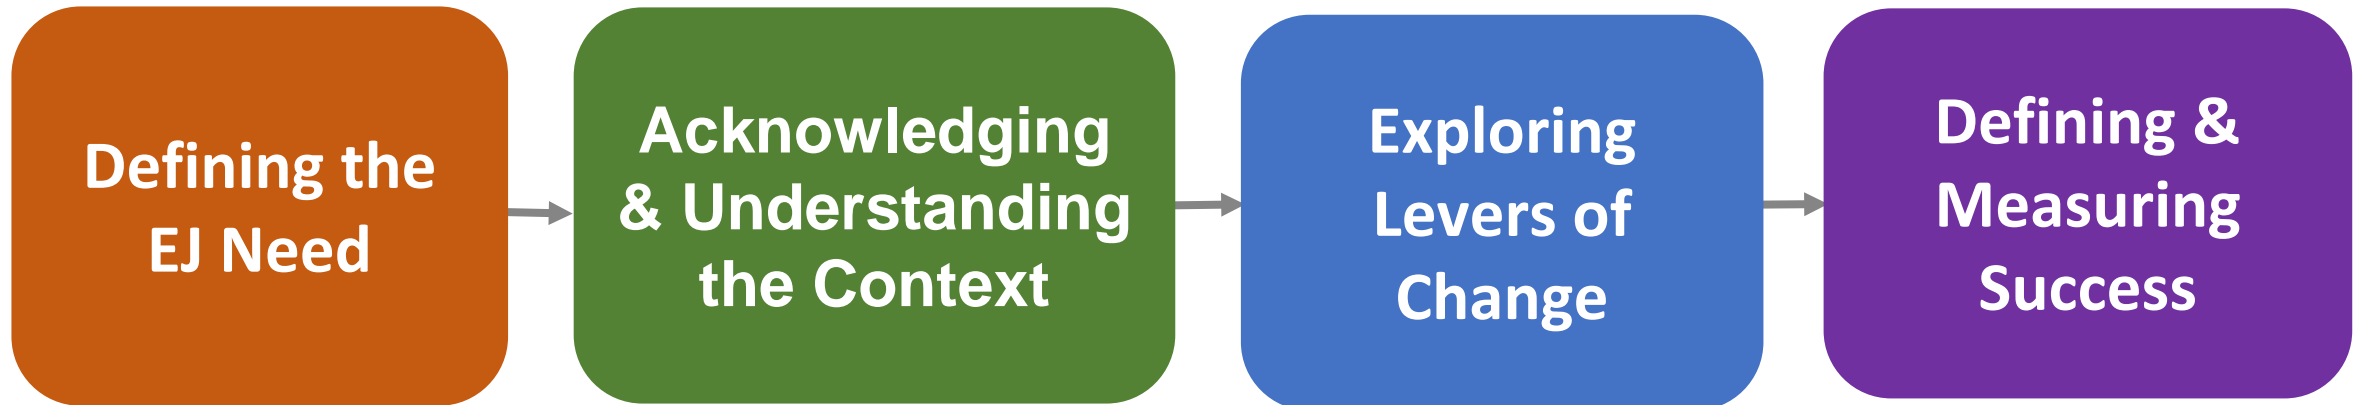 Defining the
EJ Need
Acknowledging
& Understanding
the Context
Exploring
Levers of
Change
Defining &
Measuring
Success